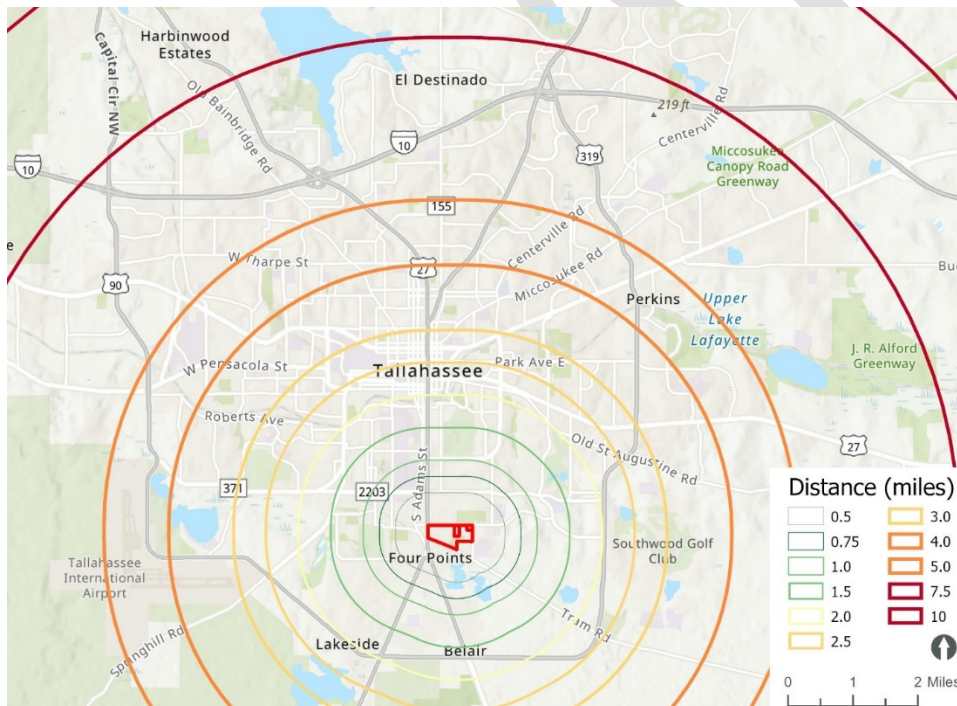 Harbinwood
Estates
Capital Cir NW
El Destinado
Old Bainbridge Rd
219 ft
Centerville Rd
10
10
319
Miccosukee
Canopy Road
Greenway
155
W Tharpe St
27
Centerville Rd
Miccosukee Rd
e
90
Perkins
Upper
Lake
Lafayette
Bu
J. R. Alford
Greenway
W Pensacola St
Tallahassee
Park Ave E
Roberts Ave
Old St Augustine Rd
27
S Adams St
371
2203
Four Points
Southwood Golf
Club
Tallahassee
International
Airport
Springhill Rd
Lakeside
Belair
Tram Rd
Distance (miles)
0.5
0.75
1.0
1.5
2.0
2.5
3.0
4.0
5.0
7.5
10
0 1 2 Miles